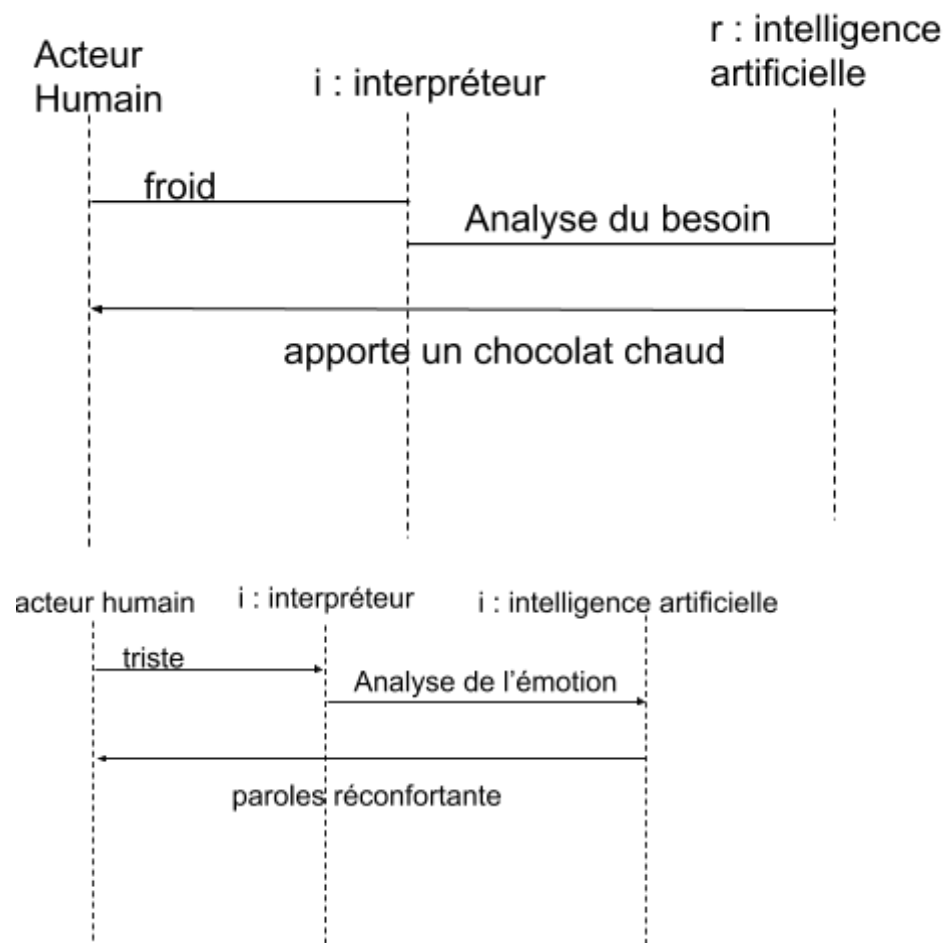 Acteur
Humain
i : interpréteur
r : intelligence
artificielle
froid
Analyse du besoin
apporte un chocolat chaud
acteur humain
i : interpréteur
i : intelligence artificielle
triste
Analyse de l'émotion
paroles réconfortante